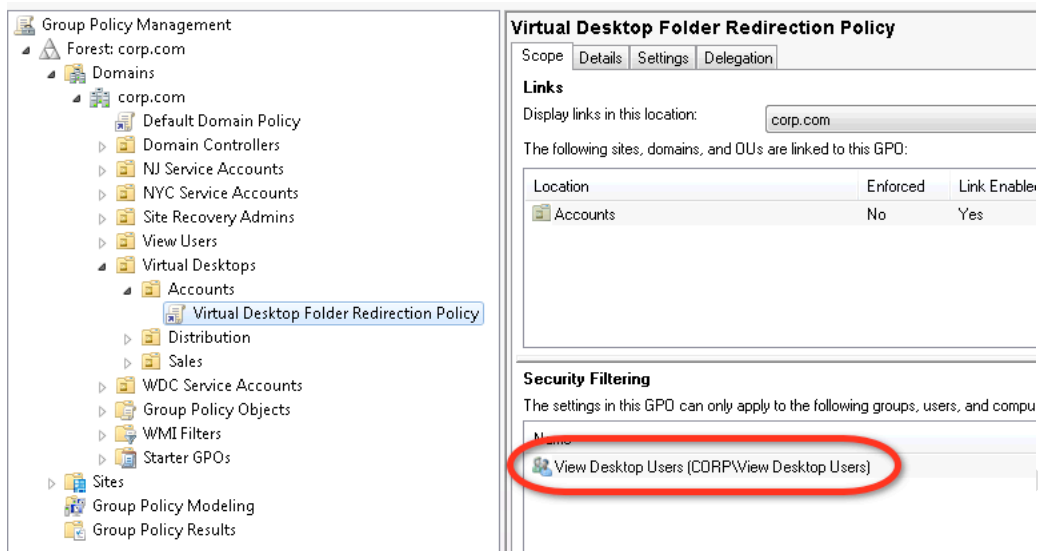 Group Policy Management
Forest: corp.com
Domains
corp.com
Default Domain Policy
Domain Controllers
NJ Service Accounts
NYC Service Accounts
Site Recovery Admins
View Users
Virtual Desktops
Accounts
Virtual Desktop Folder Redirection Policy
Distribution
Sales
WDC Service Accounts
Group Policy Objects
WMI Filters
Starter GPOs
Sites
Group Policy Modeling
Group Policy Results
Virtual Desktop Folder Redirection Policy
Scope Details Settings Delegation
Links
Display links in this location: corp.com
The following sites, domains, and OUs are linked to this GPO:
Location Enforced Link Enable
Accounts No Yes
Security Filtering
The settings in this GPO can only apply to the following groups, users, and compu
Name
View Desktop Users (CORP\View Desktop Users)